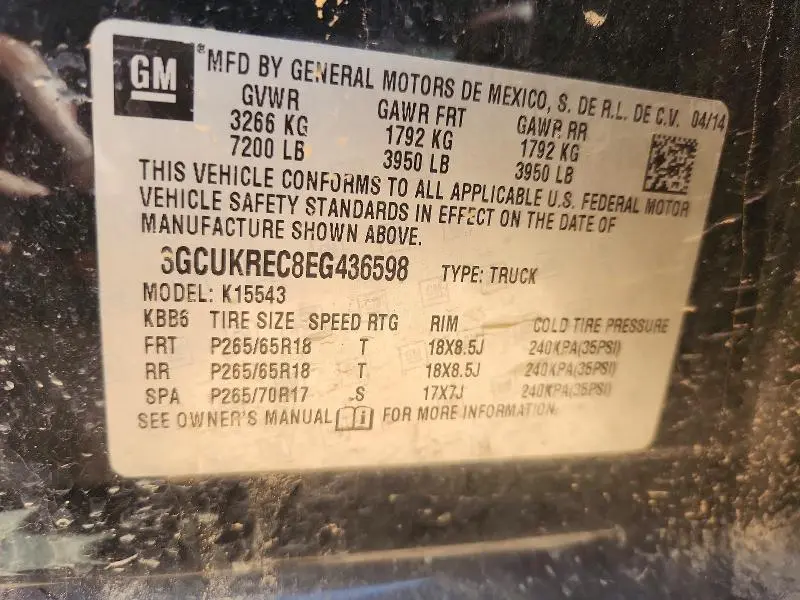 GM
® MFD BY GENERAL MOTORS DE MEXICO, S. DE R.L. DE C.V. 04/14
GVWR GAWR FRT GAWR RR
3266 KG 1792 KG 1792 KG
7200 LB 3950 LB 3950 LB
THIS VEHICLE CONFORMS TO ALL APPLICABLE U.S. FEDERAL MOTOR
VEHICLE SAFETY STANDARDS IN EFFECT ON THE DATE OF
MANUFACTURE SHOWN ABOVE.
3GCUKREC8EG436598 TYPE: TRUCK
MODEL: K15543
KBB6 TIRE SIZE SPEED RTG RIM COLD TIRE PRESSURE
FRT P265/65R18 T 18X8.5J 240KPA(35PSI)
RR P265/65R18 T 18X8.5J 240KPA(35PSI)
SPA P265/70R17 S 17X7J 240KPA(35PSI)
SEE OWNER'S MANUAL FOR MORE INFORMATION.